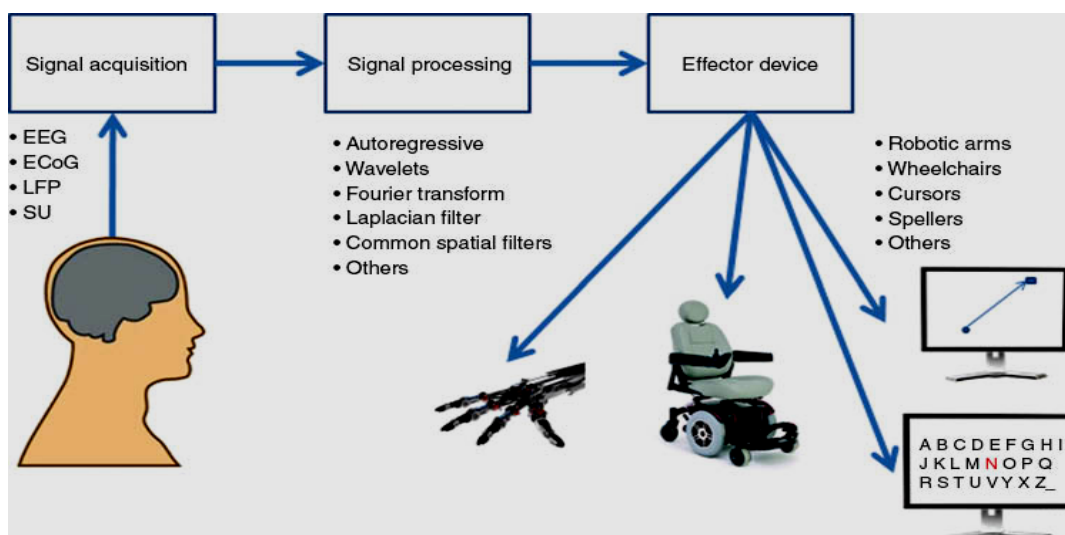 Signal acquisition
Signal processing
Effector device
• EEG
• ECoG
• LFP
• SU
• Autoregressive
• Wavelets
• Fourier transform
• Laplacian filter
• Common spatial filters
• Others
• Robotic arms
• Wheelchairs
• Cursors
• Spellers
• Others
A B C D E F G H I
J K L M N O P Q
R S T U V Y X Z _